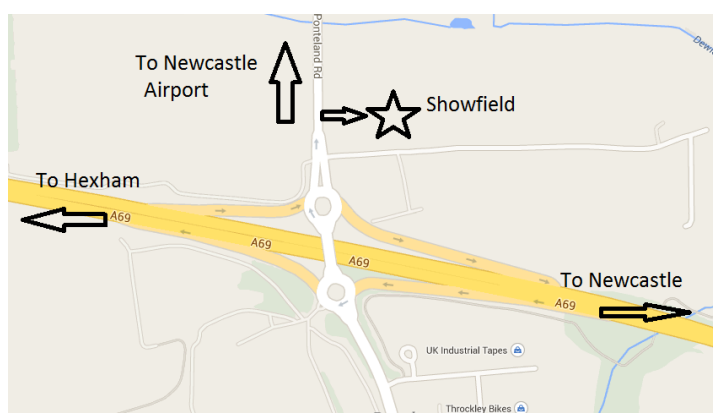 Ponteland Rd
Dewl
To Newcastle
Airport
Showfield
To Hexham
A69
A69
A69
To Newcastle
A69
UK Industrial Tapes
Throckley Bikes